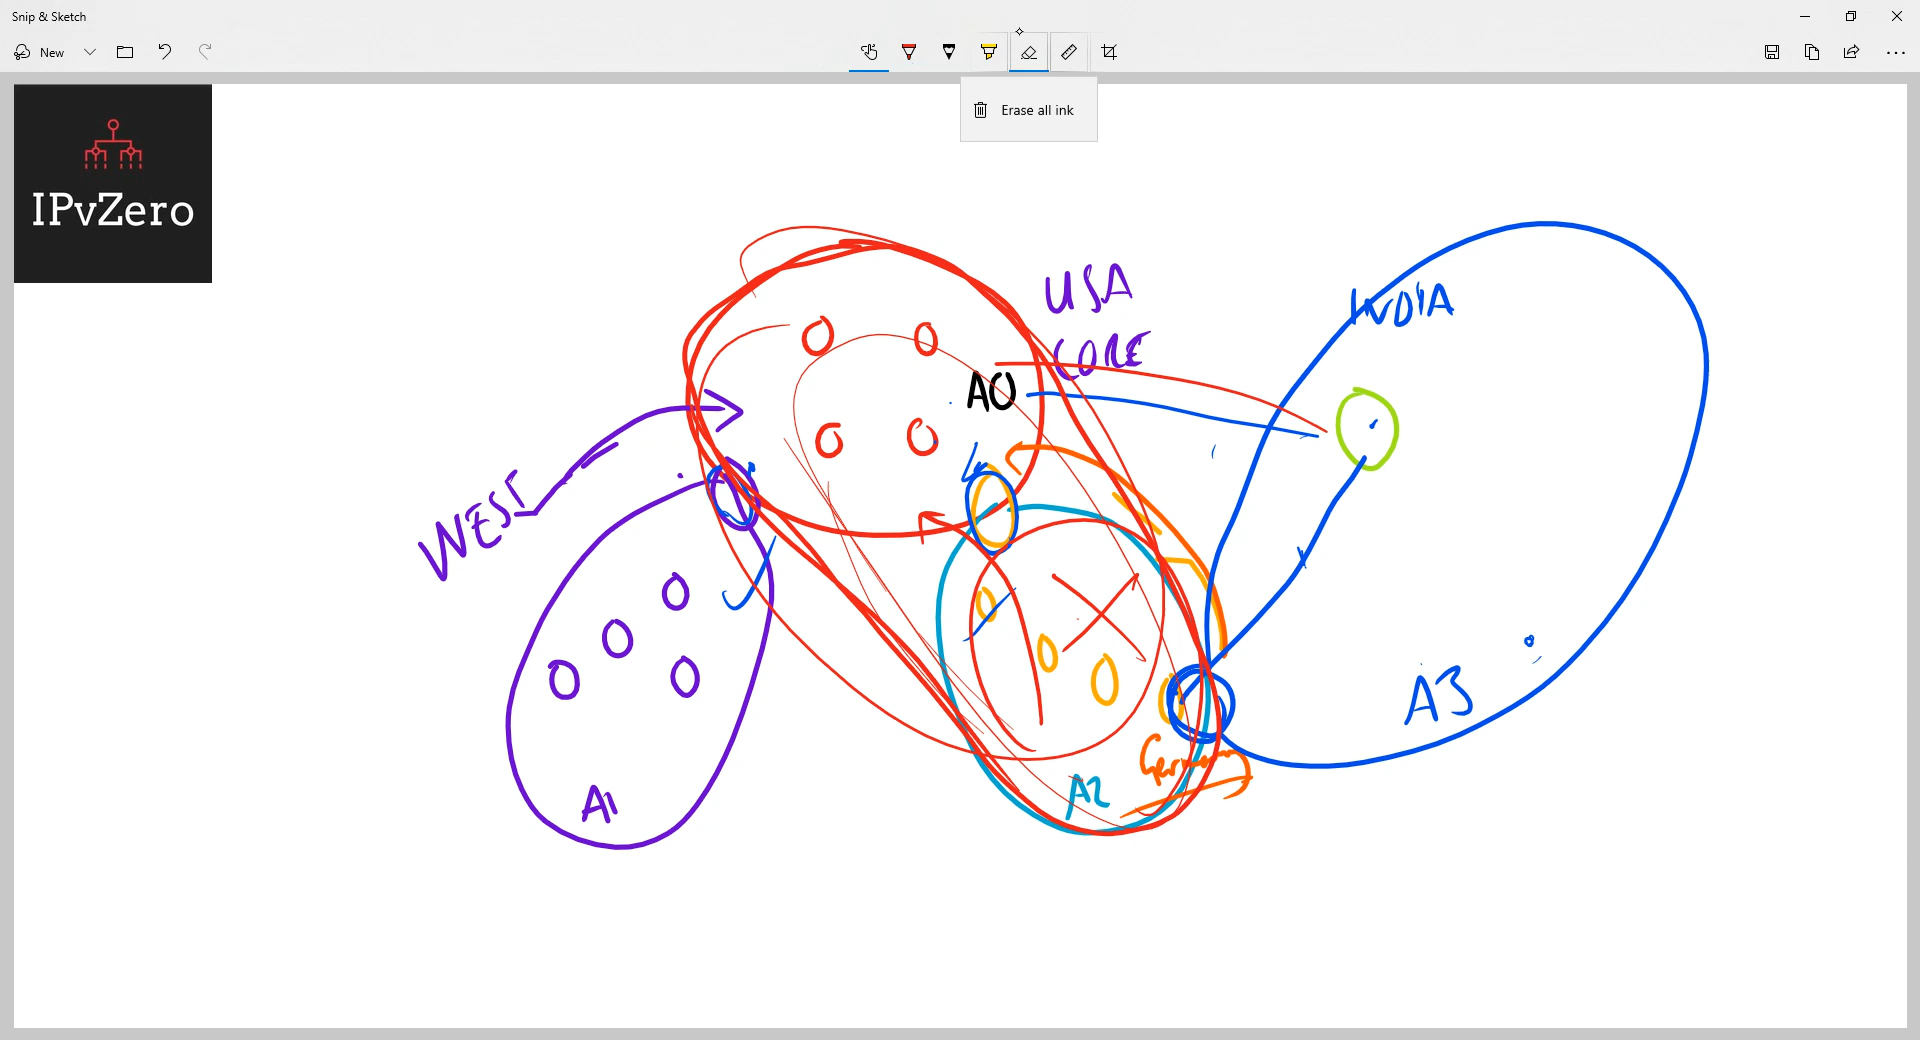 Snip & Sketch
New
Erase all ink
IPvZero
USA
CORE
INDIA
A0
WEST
A3
Germany
A2
A1